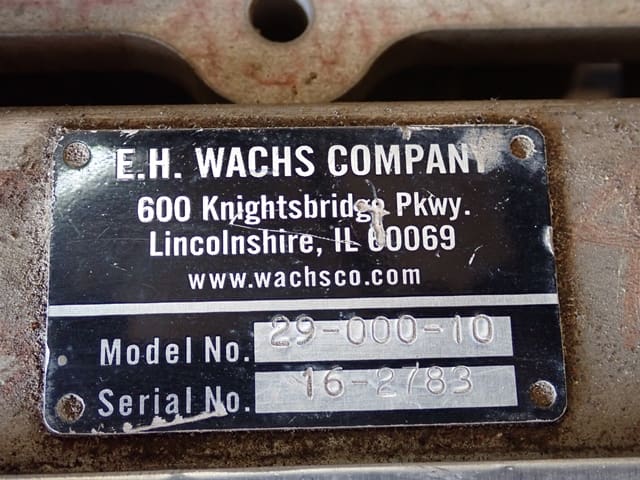 E.H. WACHS COMPANY
600 Knightsbridge Pkwy.
Lincolnshire, IL 60069
www.wachsco.com
Model No. 29-000-10
Serial No. 16-2783